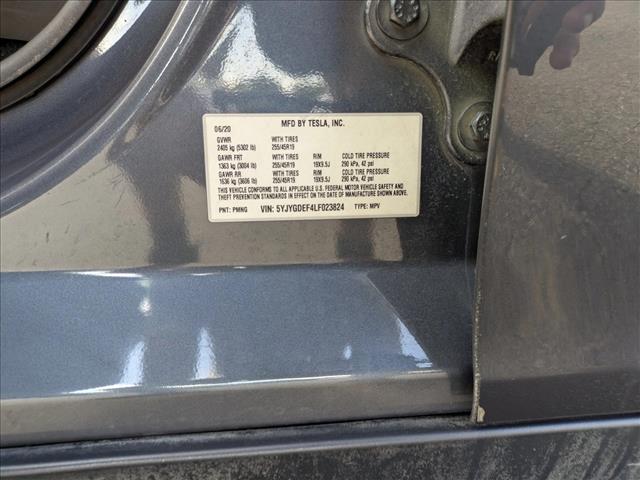 MFD BY TESLA, INC.
06/20
GVWR WITH TIRES
2405 kg (5302 lb) 255/45R19
GAWR FRT WITH TIRES RIM COLD TIRE PRESSURE
1363 kg (3004 lb) 255/45R19 19X9.5J 290 kPa, 42 psi
GAWR RR WITH TIRES RIM COLD TIRE PRESSURE
1636 kg (3606 lb) 255/45R19 19X9.5J 290 kPa, 42 psi
THIS VEHICLE CONFORMS TO ALL APPLICABLE U.S. FEDERAL MOTOR VEHICLE SAFETY AND
THEFT PREVENTION STANDARDS IN EFFECT ON THE DATE OF MANUFACTURE SHOWN ABOVE.
PNT: PMNG VIN: 5YJYGDEF4LF023824 TYPE: MPV